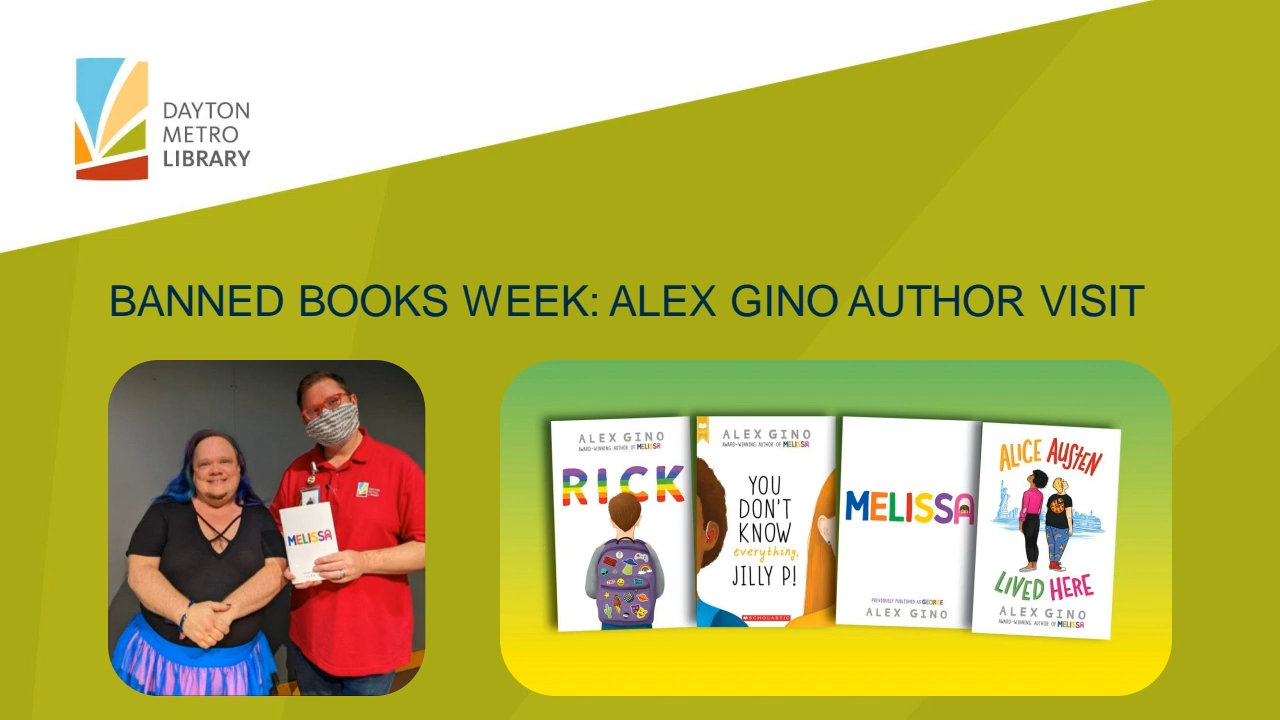 DAYTON
METRO
LIBRARY
BANNED BOOKS WEEK: ALEX GINO AUTHOR VISIT
MELISSA
ALEX GINO
AWARD-WINNING AUTHOR OF MELISSA
RICK
ALEX GINO
AWARD-WINNING AUTHOR OF MELISSA
YOU
DON'T
KNOW
everything,
JILLY P!
SCHOLASTIC
MELISSA
PREVIOUSLY PUBLISHED AS GEORGE
ALEX GINO
ALICE AUSTEN
LIVED HERE
ALEX GINO
AWARD-WINNING AUTHOR OF MELISSA